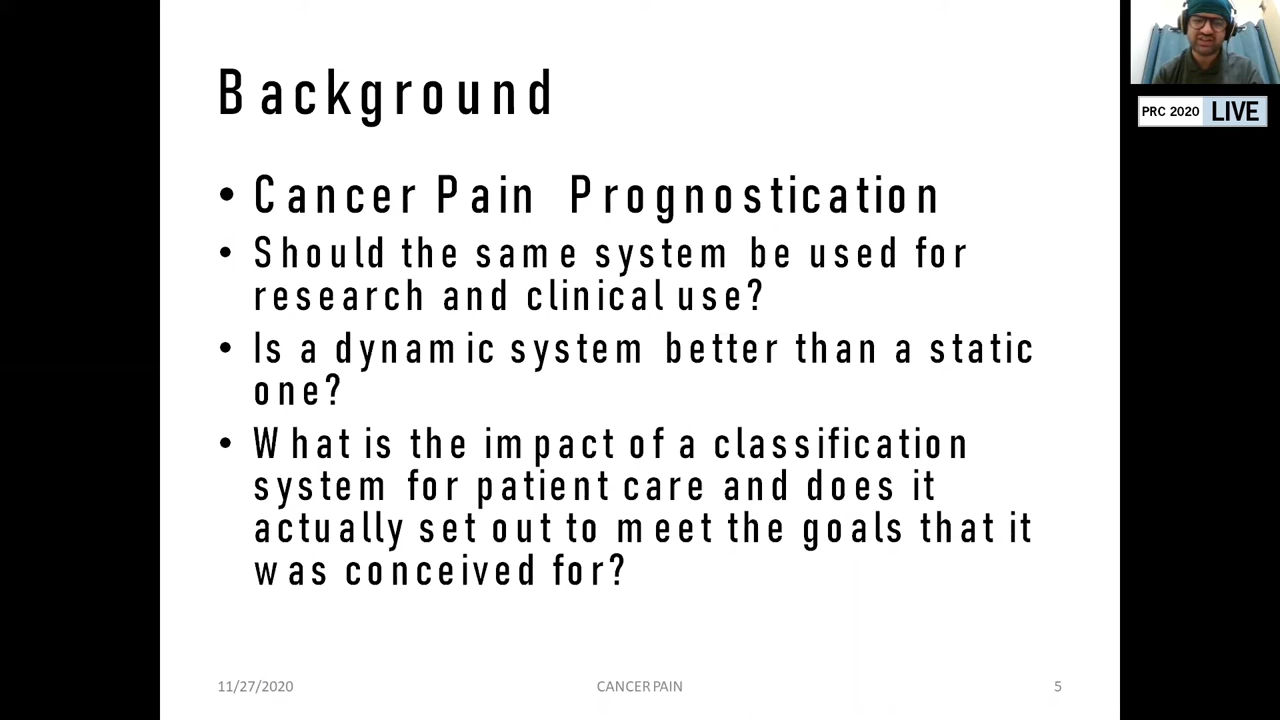 Background
• Cancer Pain Prognostication
• Should the same system be used for
research and clinical use?
• Is a dynamic system better than a static
one?
• What is the impact of a classification
system for patient care and does it
actually set out to meet the goals that it
was conceived for?
11/27/2020
CANCER PAIN
5
PRC 2020 LIVE